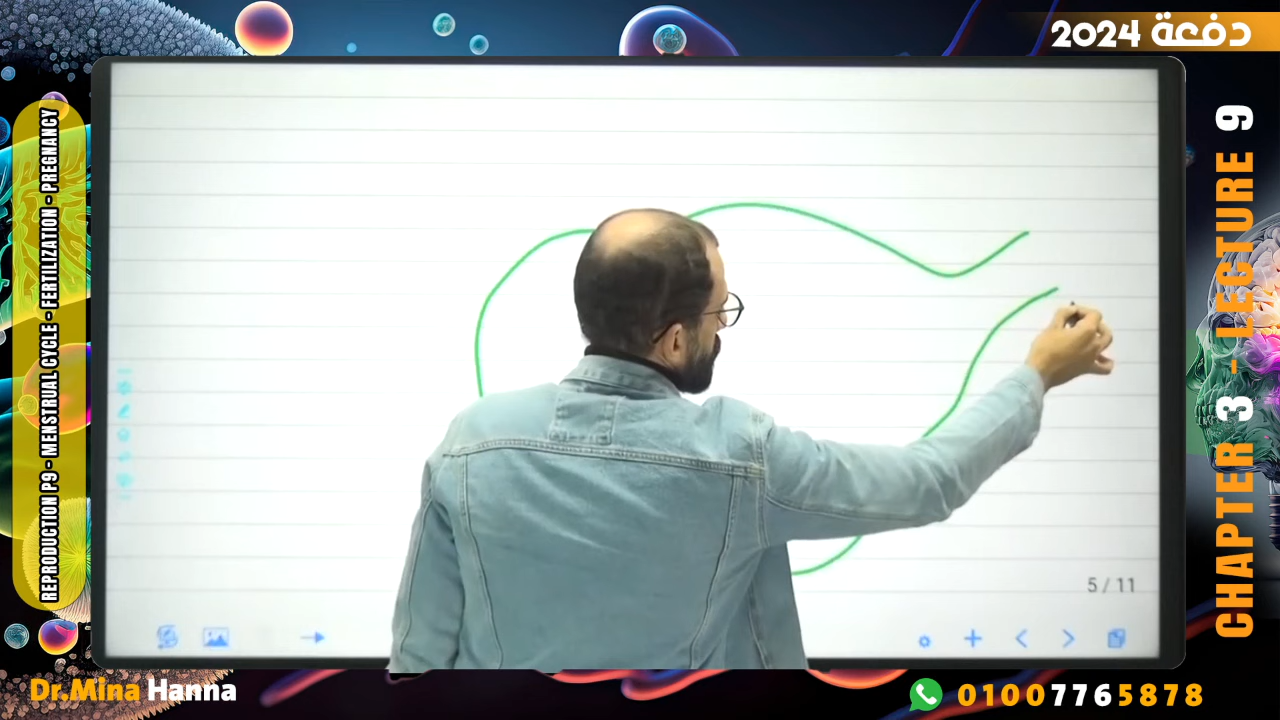 دفعة 2024
REPRODUCTION P9 - MENSTRUAL CYCLE - FERTILIZATION - PREGNANCY
CHAPTER 3 - LECTURE 9
5 / 11
Dr.Mina Hanna
01007765878